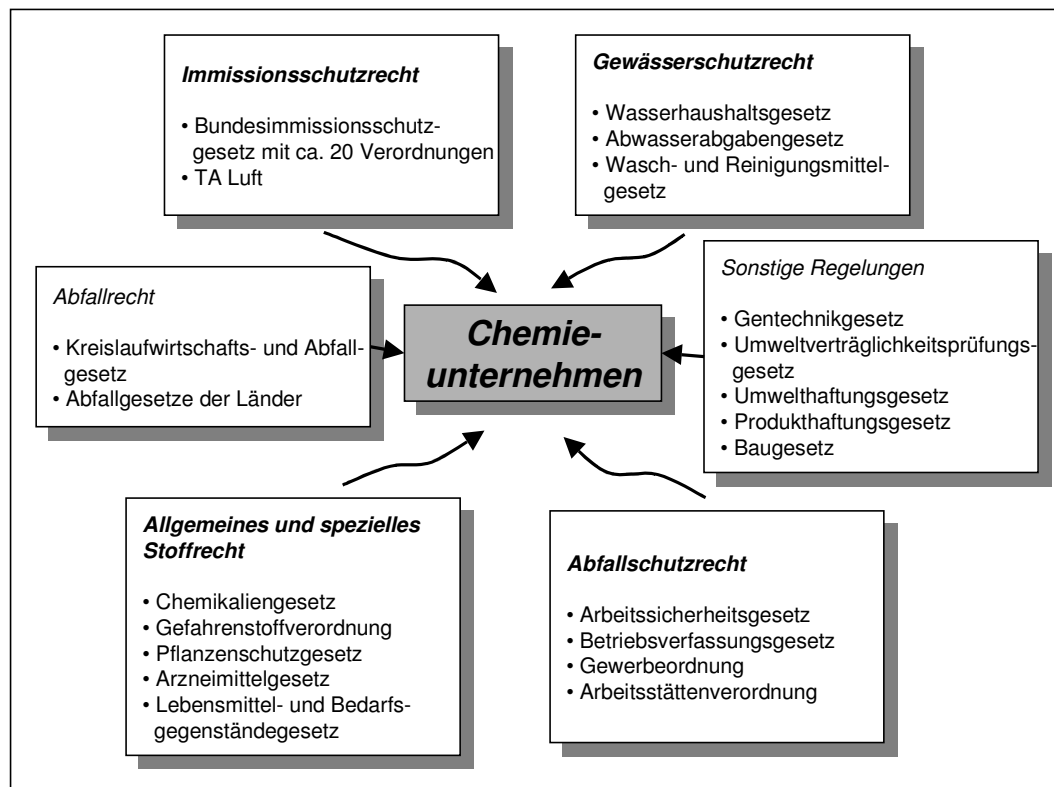 Immissionsschutzrecht
• Bundesimmissionsschutz-
gesetz mit ca. 20 Verordnungen
• TA Luft
Gewässerschutzrecht
• Wasserhaushaltsgesetz
• Abwasserabgabengesetz
• Wasch- und Reinigungsmittel-
gesetz
Abfallrecht
• Kreislaufwirtschafts- und Abfall-
gesetz
• Abfallgesetze der Länder
Chemie-
unternehmen
Sonstige Regelungen
• Gentechnikgesetz
• Umweltverträglichkeitsprüfungs-
gesetz
• Umwelthaftungsgesetz
• Produkthaftungsgesetz
• Baugesetz
Allgemeines und spezielles
Stoffrecht
• Chemikaliengesetz
• Gefahrenstoffverordnung
• Pflanzenschutzgesetz
• Arzneimittelgesetz
• Lebensmittel- und Bedarfs-
gegenständegesetz
Abfallschutzrecht
• Arbeitssicherheitsgesetz
• Betriebsverfassungsgesetz
• Gewerbeordnung
• Arbeitsstättenverordnung